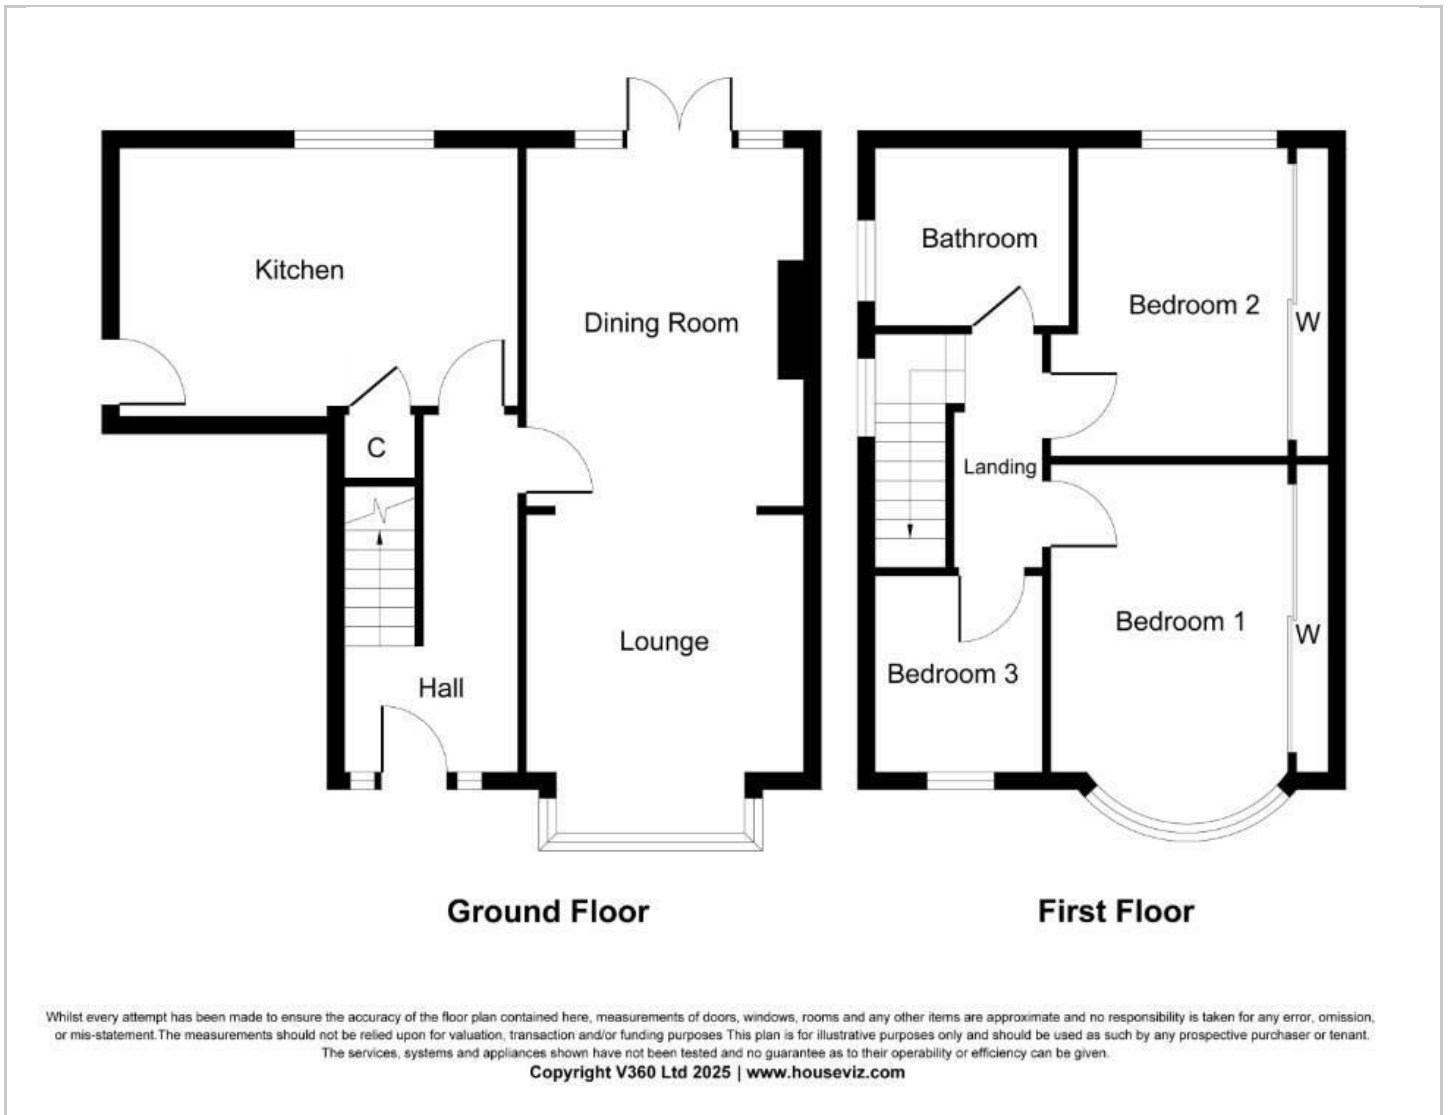 Kitchen
Dining Room
C
Lounge
Hall
Ground Floor
Bathroom
Bedroom 2
W
Landing
Bedroom 1
W
Bedroom 3
First Floor
Whilst every attempt has been made to ensure the accuracy of the floor plan contained here, measurements of doors, windows, rooms and any other items are approximate and no responsibility is taken for any error, omission,
or mis-statement.The measurements should not be relied upon for valuation, transaction and/or funding purposes This plan is for illustrative purposes only and should be used as such by any prospective purchaser or tenant.
The services, systems and appliances shown have not been tested and no guarantee as to their operability or efficiency can be given.
Copyright V360 Ltd 2025 | www.houseviz.com